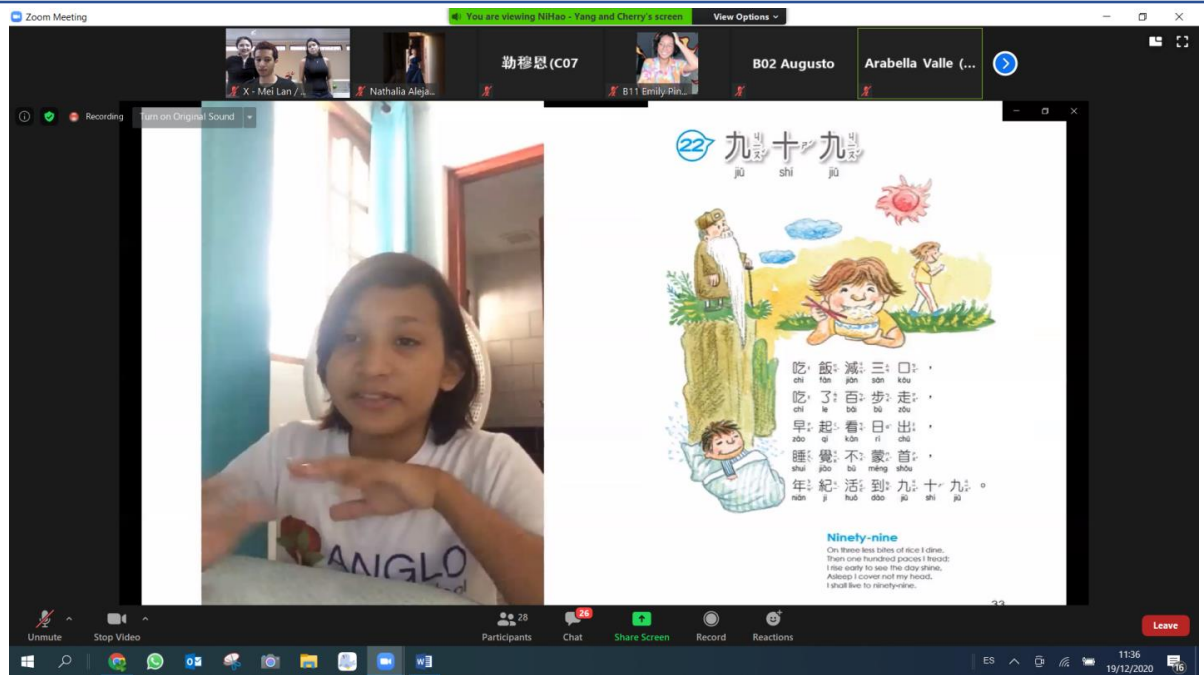 Zoom Meeting
You are viewing NiHao - Yang and Cherry's screen
View Options
X - Mei Lan /...
Nathalia Aleja...
勒穆恩(C07
B11 Emily Pin...
B02 Augusto
Arabella Valle (...
Recording
Turn on Original Sound
22
九十九
jiǔ shí jiǔ
ANGLO
吃飯減三口，
chī fàn jiǎn sān kǒu
吃了百步走，
chī le bǎi bù zǒu
早起看日出，
zǎo qǐ kàn rì chū
睡覺不蒙首，
shuì jiào bù méng shǒu
年紀活到九十九。
nián jì huó dào jiǔ shí jiǔ
Ninety-nine
On three less bites of rice I dine.
Then one hundred paces I tread;
I rise early to see the day shine,
Asleep I cover not my head,
I shall live to ninety-nine.
33
Unmute
Stop Video
28
Participants
26
Chat
Share Screen
Record
Reactions
Leave
ES
11:36
19/12/2020
16